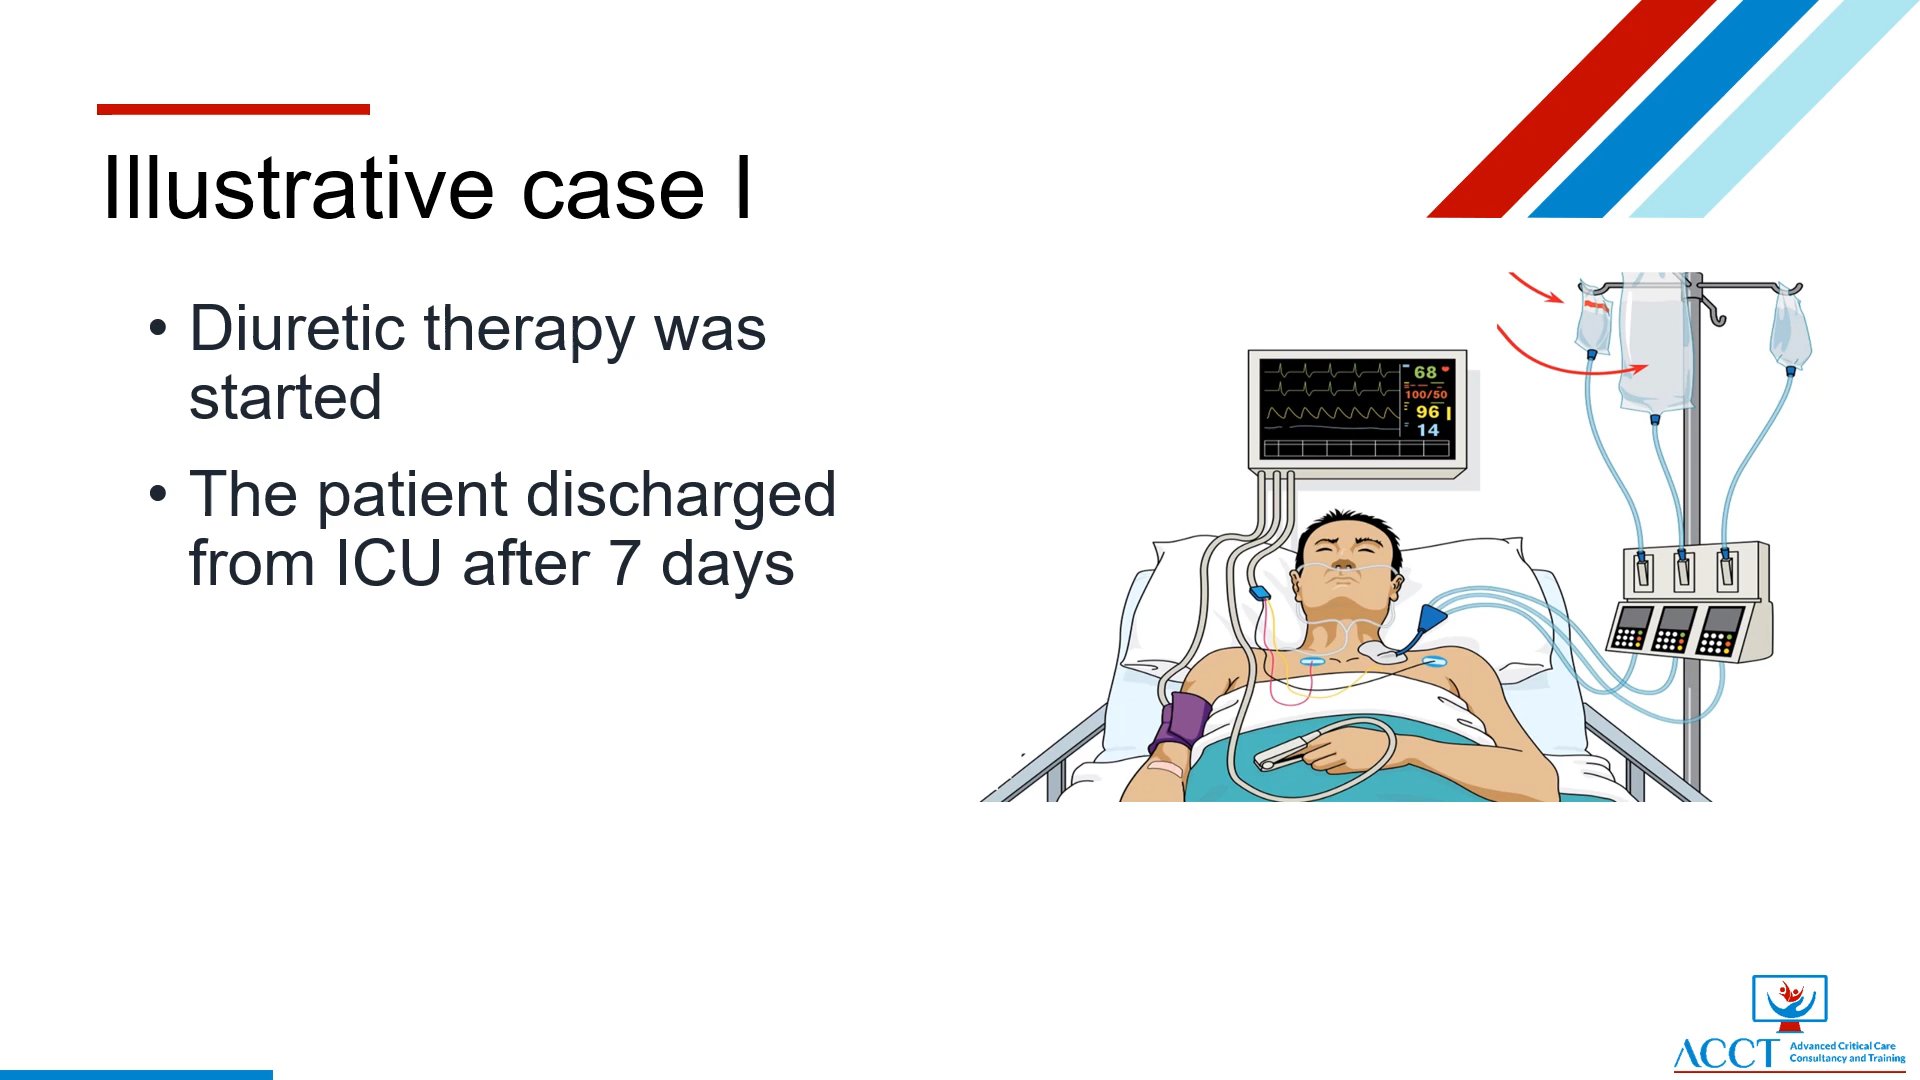 Illustrative case I
• Diuretic therapy was
started
• The patient discharged
from ICU after 7 days
68
100/50
96
14
ACCT
Advanced Critical Care
Consultancy and Training